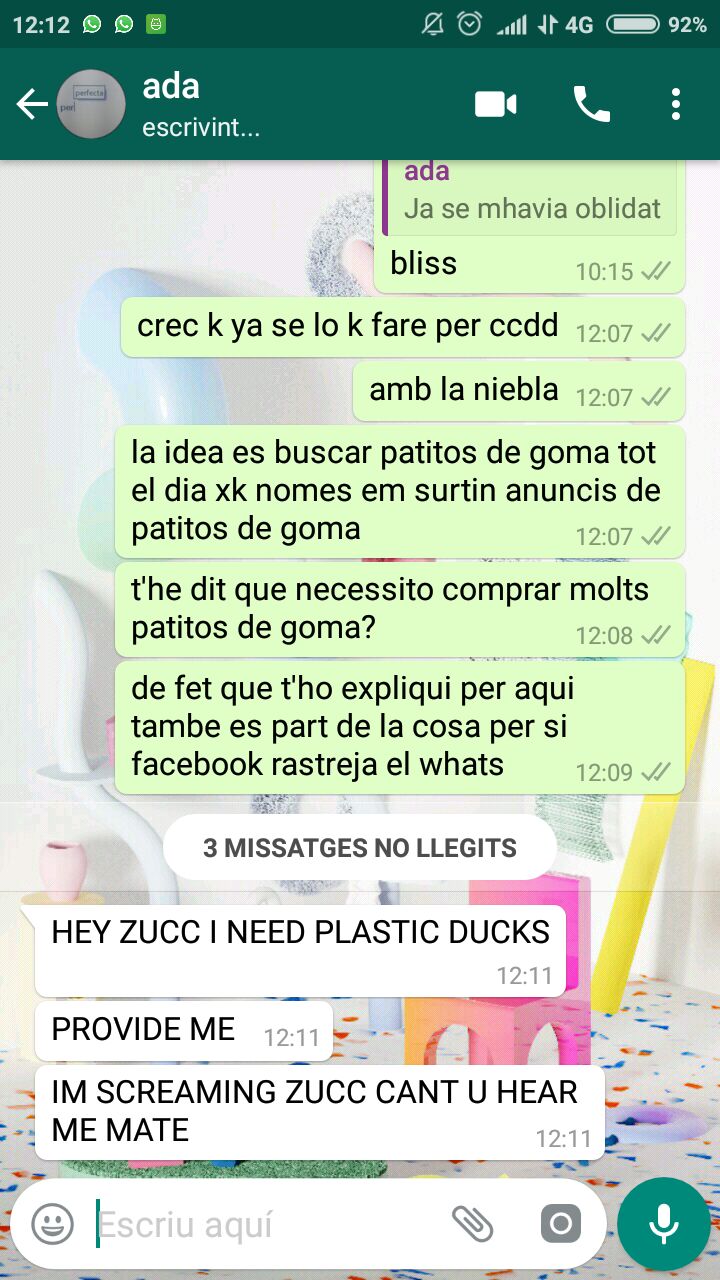 12:12
4G
92%
ada
escrivint...
perfecta
per
ada
Ja se mhavia oblidat
bliss
10:15
crec k ya se lo k fare per ccdd
12:07
amb la niebla
12:07
la idea es buscar patitos de goma tot
el dia xk nomes em surtin anuncis de
patitos de goma
12:07
t'he dit que necessito comprar molts
patitos de goma?
12:08
de fet que t'ho expliqui per aqui
tambe es part de la cosa per si
facebook rastreja el whats
12:09
3 MISSATGES NO LLEGITS
HEY ZUCC I NEED PLASTIC DUCKS
12:11
PROVIDE ME
12:11
IM SCREAMING ZUCC CANT U HEAR
ME MATE
12:11
Escriu aquí